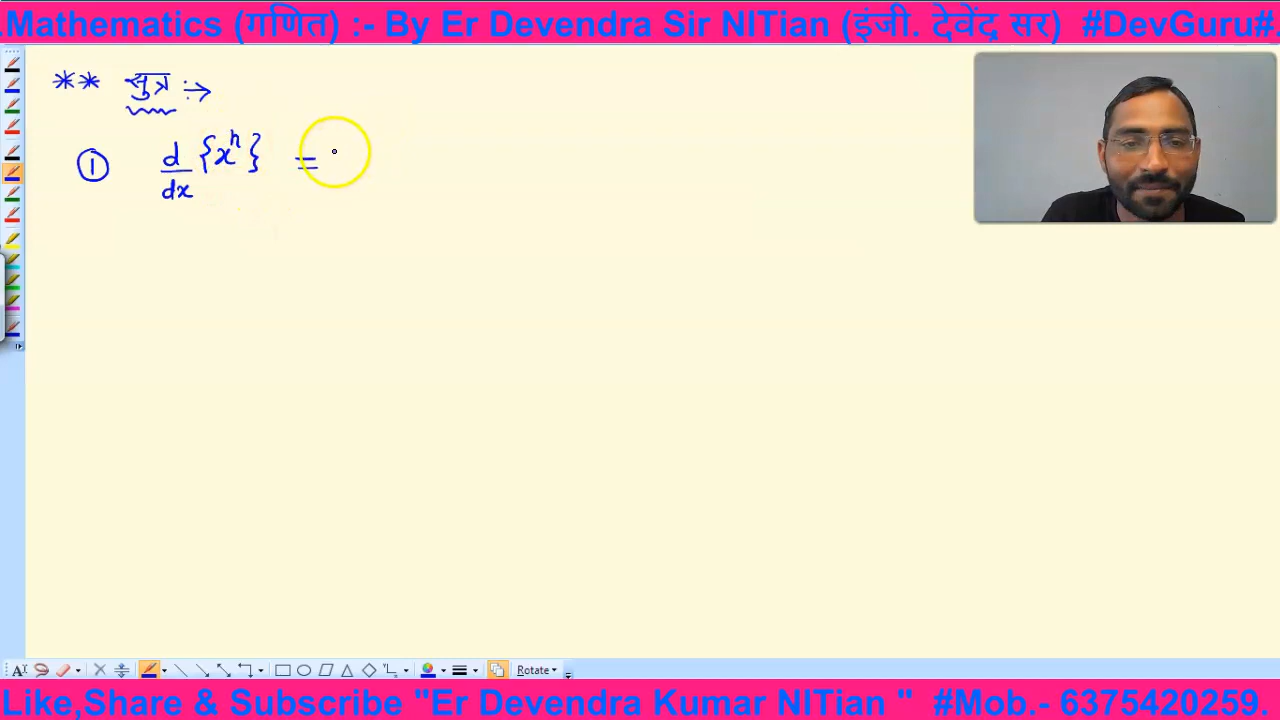 .Mathematics (गणित) :- By Er Devendra Sir NITian (इंजी. देवेंद्र सर) #DevGuru#.
** सुत्र :→
① d/dx {xⁿ} =
A Rotate
Like,Share & Subscribe "Er Devendra Kumar NITian " #Mob.- 6375420259.